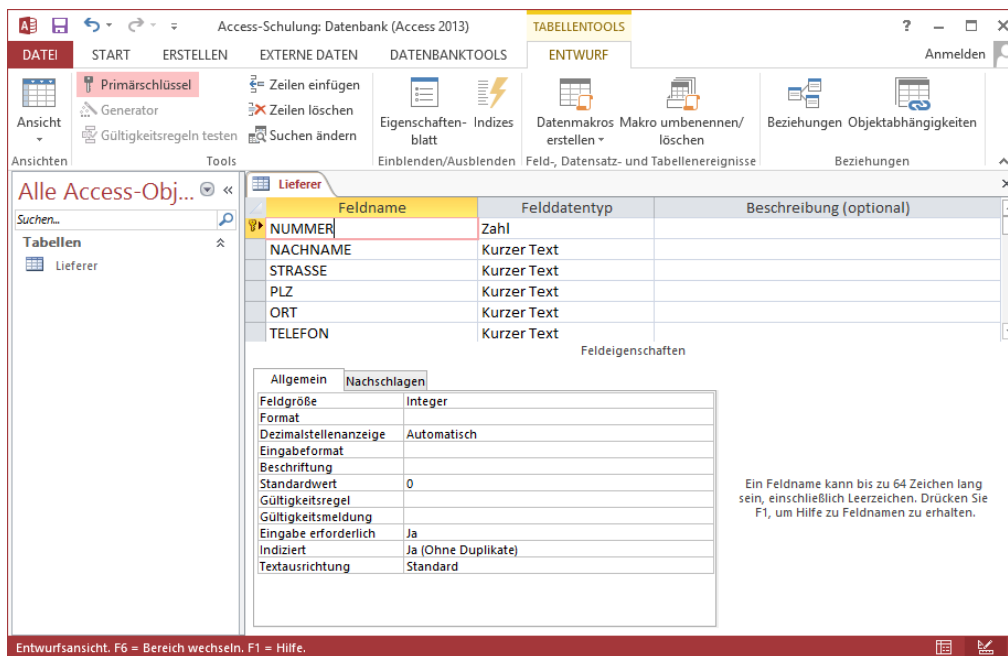 Access-Schulung: Datenbank (Access 2013)
TABELLENTOOLS
?
DATEI START ERSTELLEN EXTERNE DATEN DATENBANKTOOLS ENTWURF Anmelden
Ansicht
Primärschlüssel
Generator
Gültigkeitsregeln testen
Zeilen einfügen
Zeilen löschen
Suchen ändern
Eigenschaften-
blatt
Indizes
Datenmakros
erstellen
Makro umbenennen/
löschen
Beziehungen
Objektabhängigkeiten
Ansichten Tools Einblenden/Ausblenden Feld-, Datensatz- und Tabellenereignisse Beziehungen
Alle Access-Obj... «
Suchen...
Tabellen
Lieferer
Lieferer
Feldname Felddatentyp Beschreibung (optional)
NUMMER Zahl
NACHNAME Kurzer Text
STRASSE Kurzer Text
PLZ Kurzer Text
ORT Kurzer Text
TELEFON Kurzer Text
Feldeigenschaften
Allgemein Nachschlagen
Feldgröße Integer
Format
Dezimalstellenanzeige Automatisch
Eingabeformat
Beschriftung
Standardwert 0
Gültigkeitsregel
Gültigkeitsmeldung
Eingabe erforderlich Ja
Indiziert Ja (Ohne Duplikate)
Textausrichtung Standard
Ein Feldname kann bis zu 64 Zeichen lang
sein, einschließlich Leerzeichen. Drücken Sie
F1, um Hilfe zu Feldnamen zu erhalten.
Entwurfsansicht. F6 = Bereich wechseln. F1 = Hilfe.